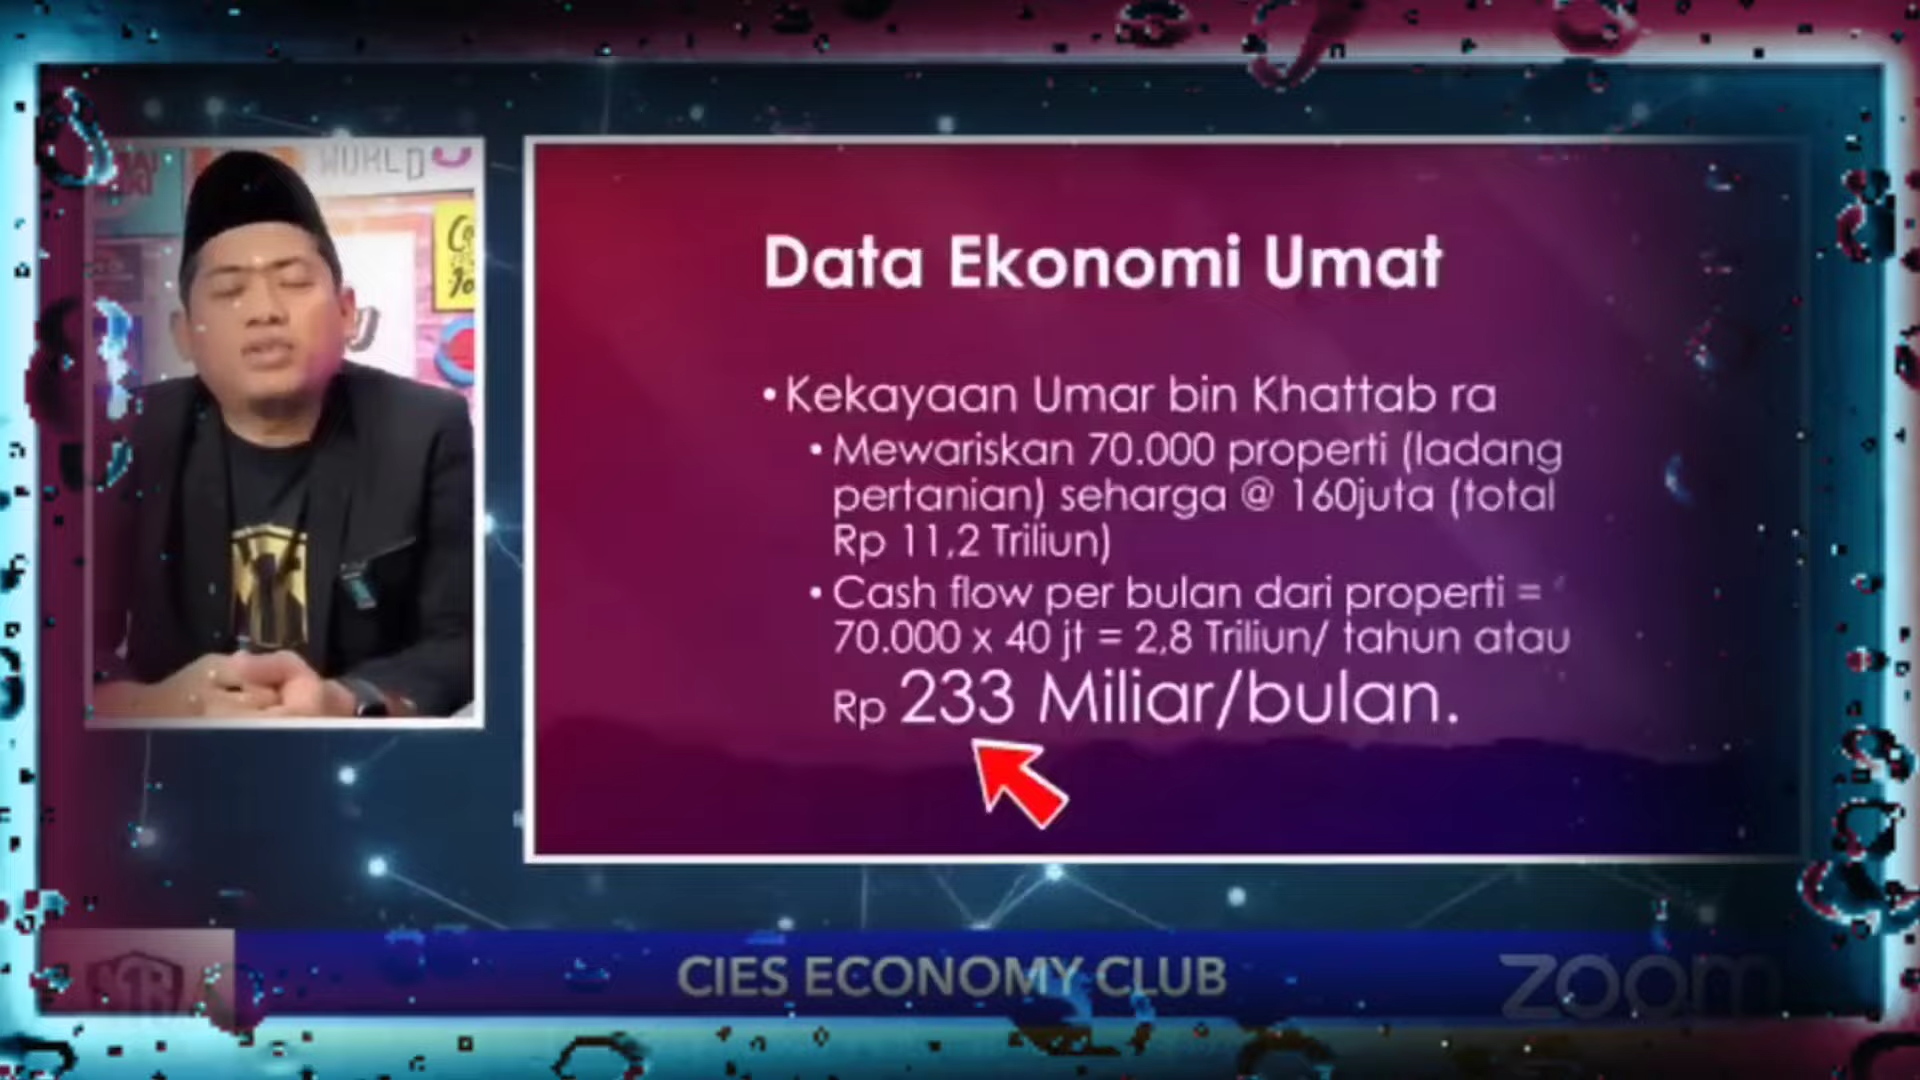 WORLD
Data Ekonomi Umat
• Kekayaan Umar bin Khattab ra
• Mewariskan 70.000 properti (ladang
pertanian) seharga @ 160juta (total
Rp 11,2 Triliun)
• Cash flow per bulan dari properti =
70.000 x 40 jt = 2,8 Triliun/ tahun atau
Rp 233 Miliar/bulan.
CIES ECONOMY CLUB
zoom